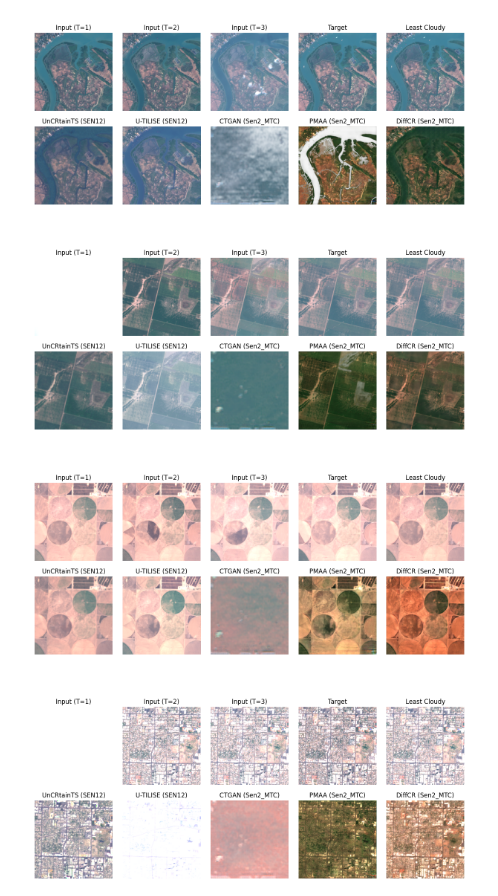 Input (T=1) Input (T=2) Input (T=3) Target Least Cloudy
UnCRtainTS (SEN12) U-TILISE (SEN12) CTGAN (Sen2_MTC) PMAA (Sen2_MTC) DiffCR (Sen2_MTC)
Input (T=1) Input (T=2) Input (T=3) Target Least Cloudy
UnCRtainTS (SEN12) U-TILISE (SEN12) CTGAN (Sen2_MTC) PMAA (Sen2_MTC) DiffCR (Sen2_MTC)
Input (T=1) Input (T=2) Input (T=3) Target Least Cloudy
UnCRtainTS (SEN12) U-TILISE (SEN12) CTGAN (Sen2_MTC) PMAA (Sen2_MTC) DiffCR (Sen2_MTC)
Input (T=1) Input (T=2) Input (T=3) Target Least Cloudy
UnCRtainTS (SEN12) U-TILISE (SEN12) CTGAN (Sen2_MTC) PMAA (Sen2_MTC) DiffCR (Sen2_MTC)